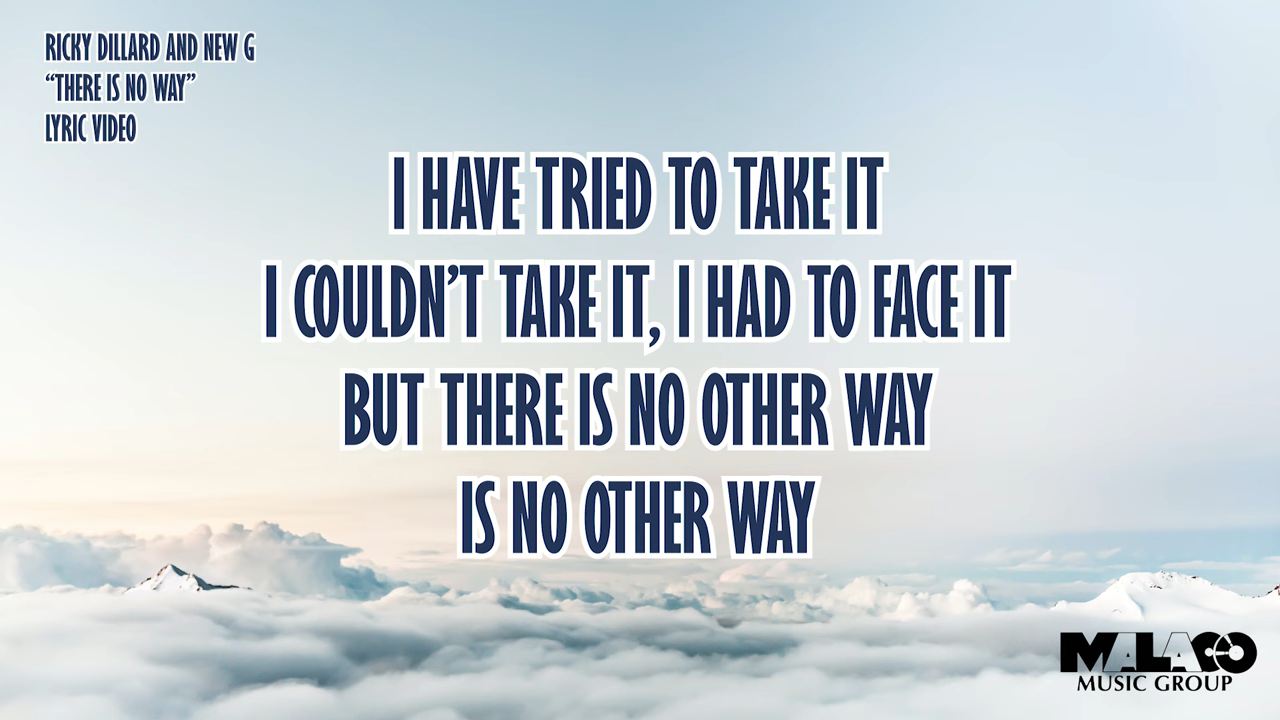 RICKY DILLARD AND NEW G
“THERE IS NO WAY”
LYRIC VIDEO
I HAVE TRIED TO TAKE IT
I COULDN’T TAKE IT, I HAD TO FACE IT
BUT THERE IS NO OTHER WAY
IS NO OTHER WAY
MALACO
MUSIC GROUP